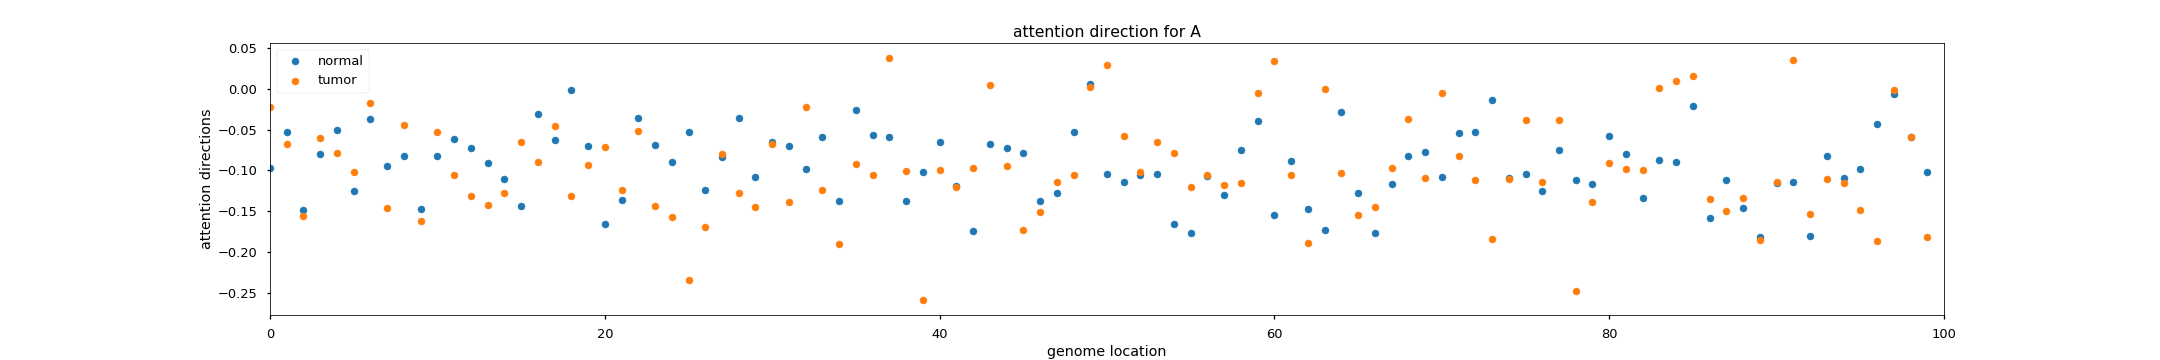 attention direction for A
normal
tumor
attention directions
0.05
0.00
−0.05
−0.10
−0.15
−0.20
−0.25
0 20 40 60 80 100
genome location